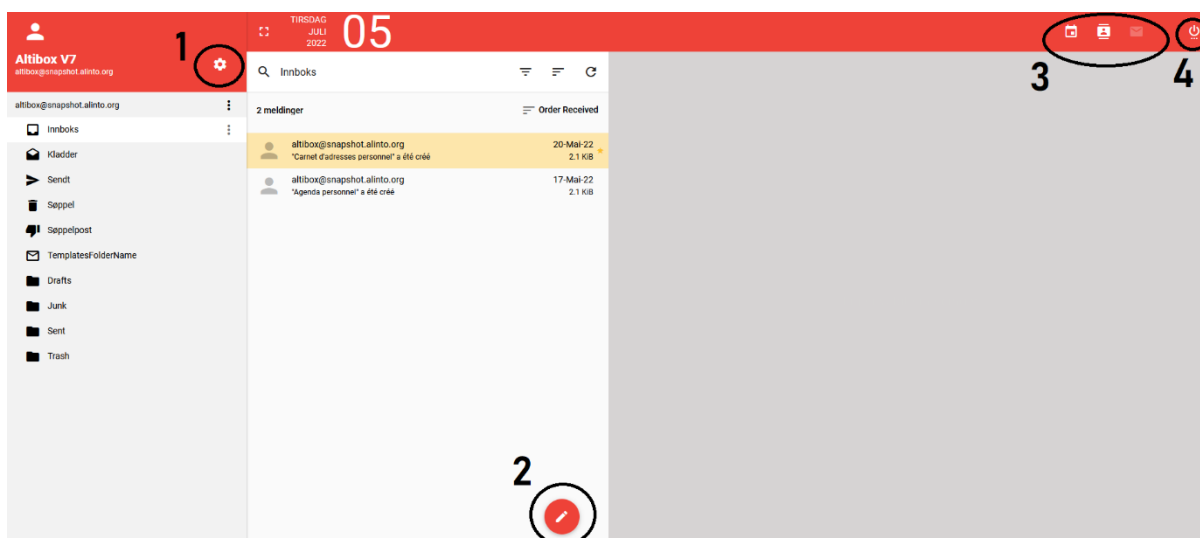 1
Altibox V7
altibox@snapshot.alinto.org
TIRSDAG
JULI
2022
05
3
4
altibox@snapshot.alinto.org
Innboks
Kladder
Sendt
Søppel
Søppelpost
TemplatesFolderName
Drafts
Junk
Sent
Trash
Innboks
2 meldinger
Order Received
altibox@snapshot.alinto.org
20-Mai-22
"Carnet d'adresses personnel" a été créé
2.1 KiB
altibox@snapshot.alinto.org
17-Mai-22
"Agenda personnel" a été créé
2.1 KiB
2